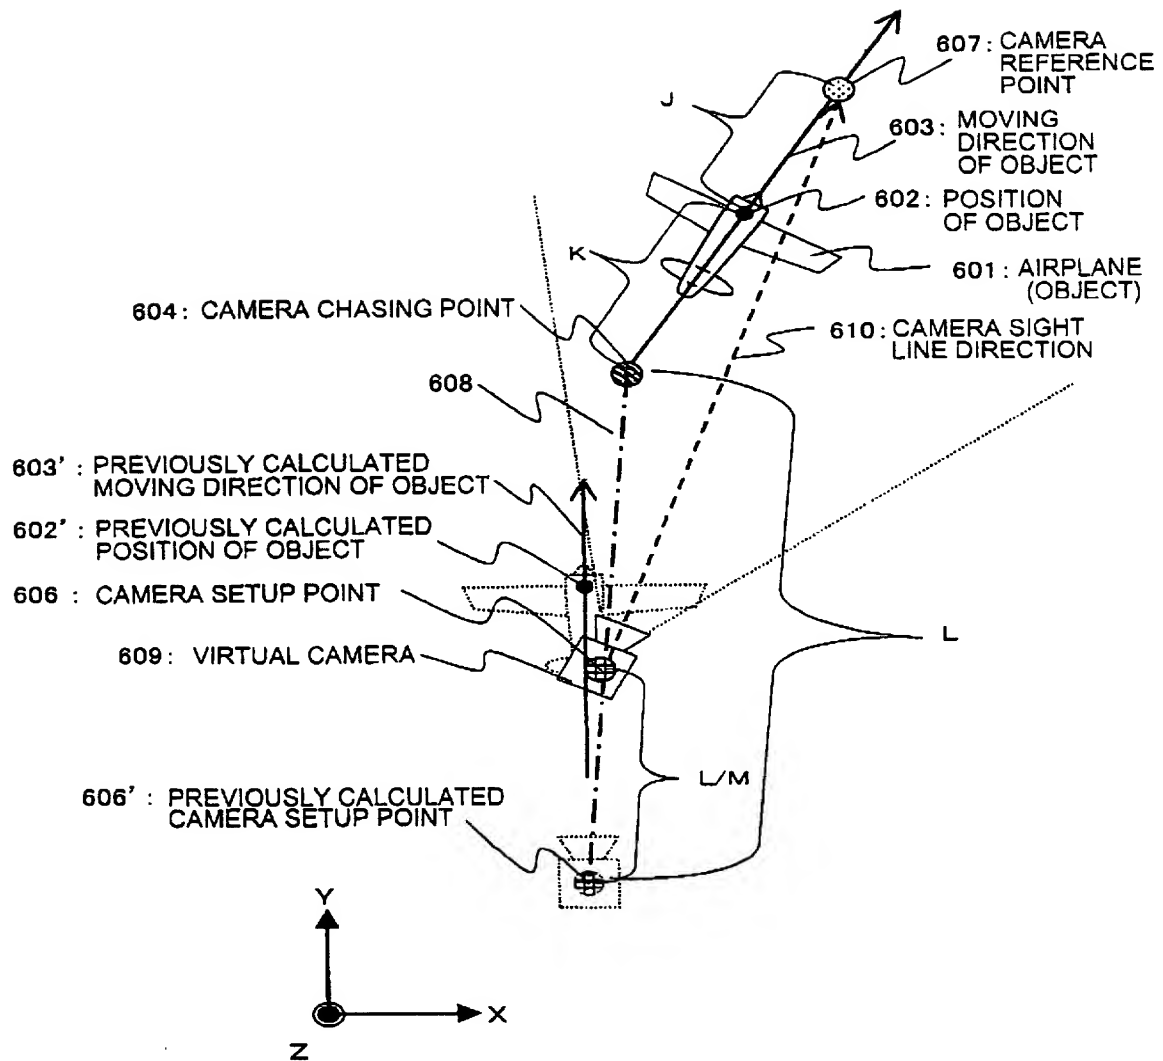 607: CAMERA
REFERENCE
POINT
J
603: MOVING
DIRECTION
OF OBJECT
602: POSITION
OF OBJECT
K
601: AIRPLANE
(OBJECT)
604: CAMERA CHASING POINT
610: CAMERA SIGHT
LINE DIRECTION
608
603': PREVIOUSLY CALCULATED
MOVING DIRECTION OF OBJECT
602': PREVIOUSLY CALCULATED
POSITION OF OBJECT
606 : CAMERA SETUP POINT
L
609: VIRTUAL CAMERA
L/M
606' : PREVIOUSLY CALCULATED
CAMERA SETUP POINT
Y
X
Z